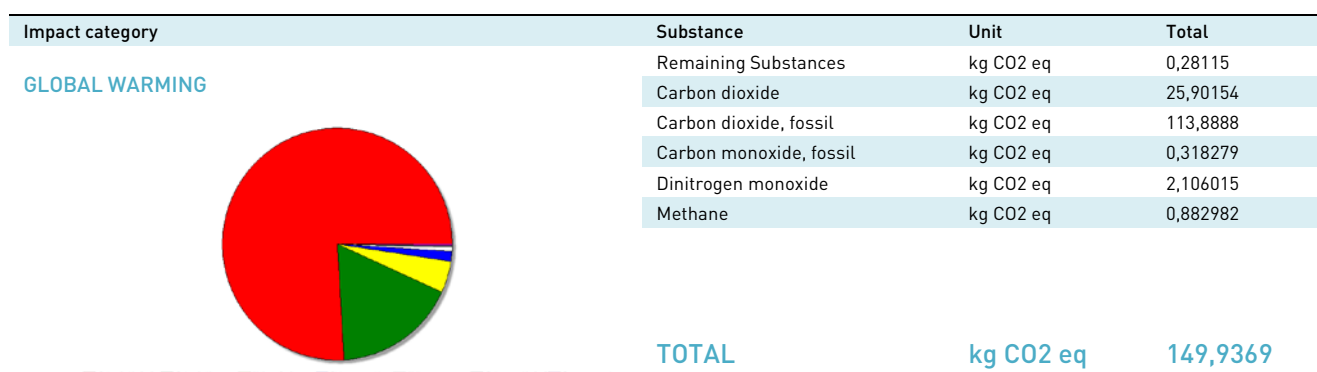 Impact category Substance Unit Total
GLOBAL WARMING
Remaining Substances kg CO2 eq 0,28115
Carbon dioxide kg CO2 eq 25,90154
Carbon dioxide, fossil kg CO2 eq 113,8888
Carbon monoxide, fossil kg CO2 eq 0,318279
Dinitrogen monoxide kg CO2 eq 2,106015
Methane kg CO2 eq 0,882982
TOTAL kg CO2 eq 149,9369